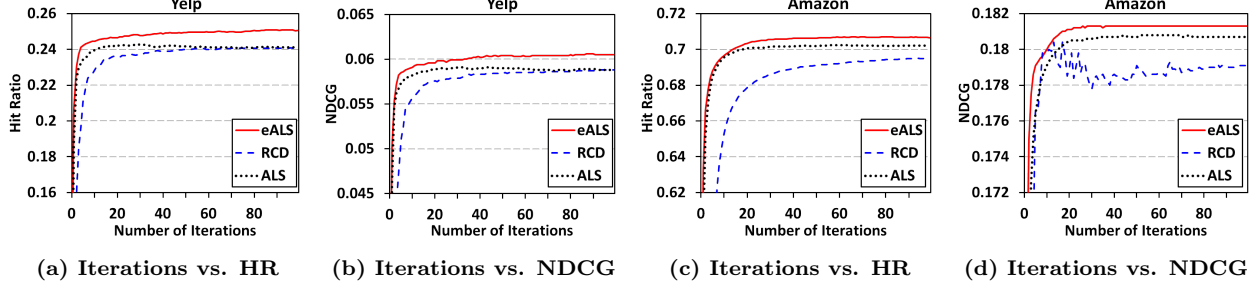 Yelp
0.26
0.24
0.22
0.2
0.18
0.16
Hit Ratio
eALS
RCD
ALS
0 20 40 60 80
Number of Iterations
(a) Iterations vs. HR
Yelp
0.065
0.06
0.055
0.05
0.045
NDCG
eALS
RCD
ALS
0 20 40 60 80
Number of Iterations
(b) Iterations vs. NDCG
Amazon
0.72
0.7
0.68
0.66
0.64
0.62
Hit Ratio
eALS
RCD
ALS
0 20 40 60 80
Number of Iterations
(c) Iterations vs. HR
Amazon
0.182
0.18
0.178
0.176
0.174
0.172
NDCG
eALS
RCD
ALS
0 20 40 60 80
Number of Iterations
(d) Iterations vs. NDCG